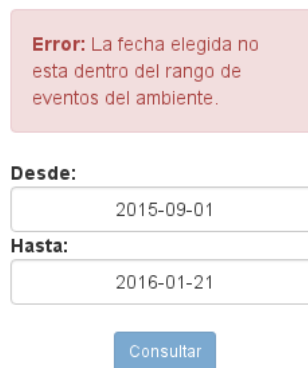 Error: La fecha elegida no
esta dentro del rango de
eventos del ambiente.
Desde:
2015-09-01
Hasta:
2016-01-21
Consultar